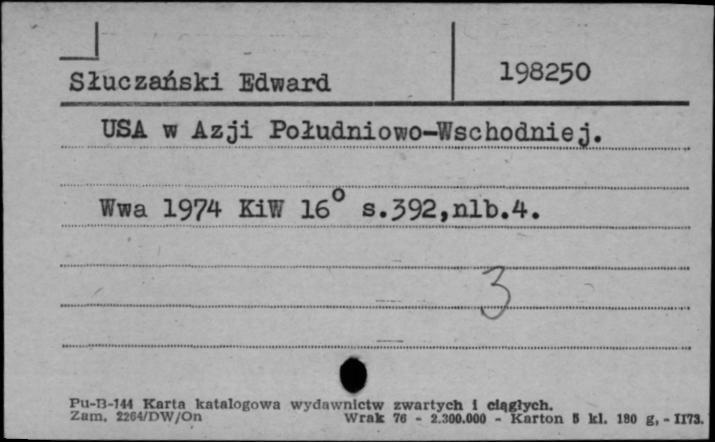 Słuczański Edward
198250
USA w Azji Południowo-Wschodniej.
Wwa 1974 KiW 16° s.392,nlb.4.
3
Pu-B-144 Karta katalogowa wydawnictw zwartych i ciągłych.
Zam. 2264/DW/On Wrak 76 - 2.300.000 - Karton 5 kl. 180 g, - II73.